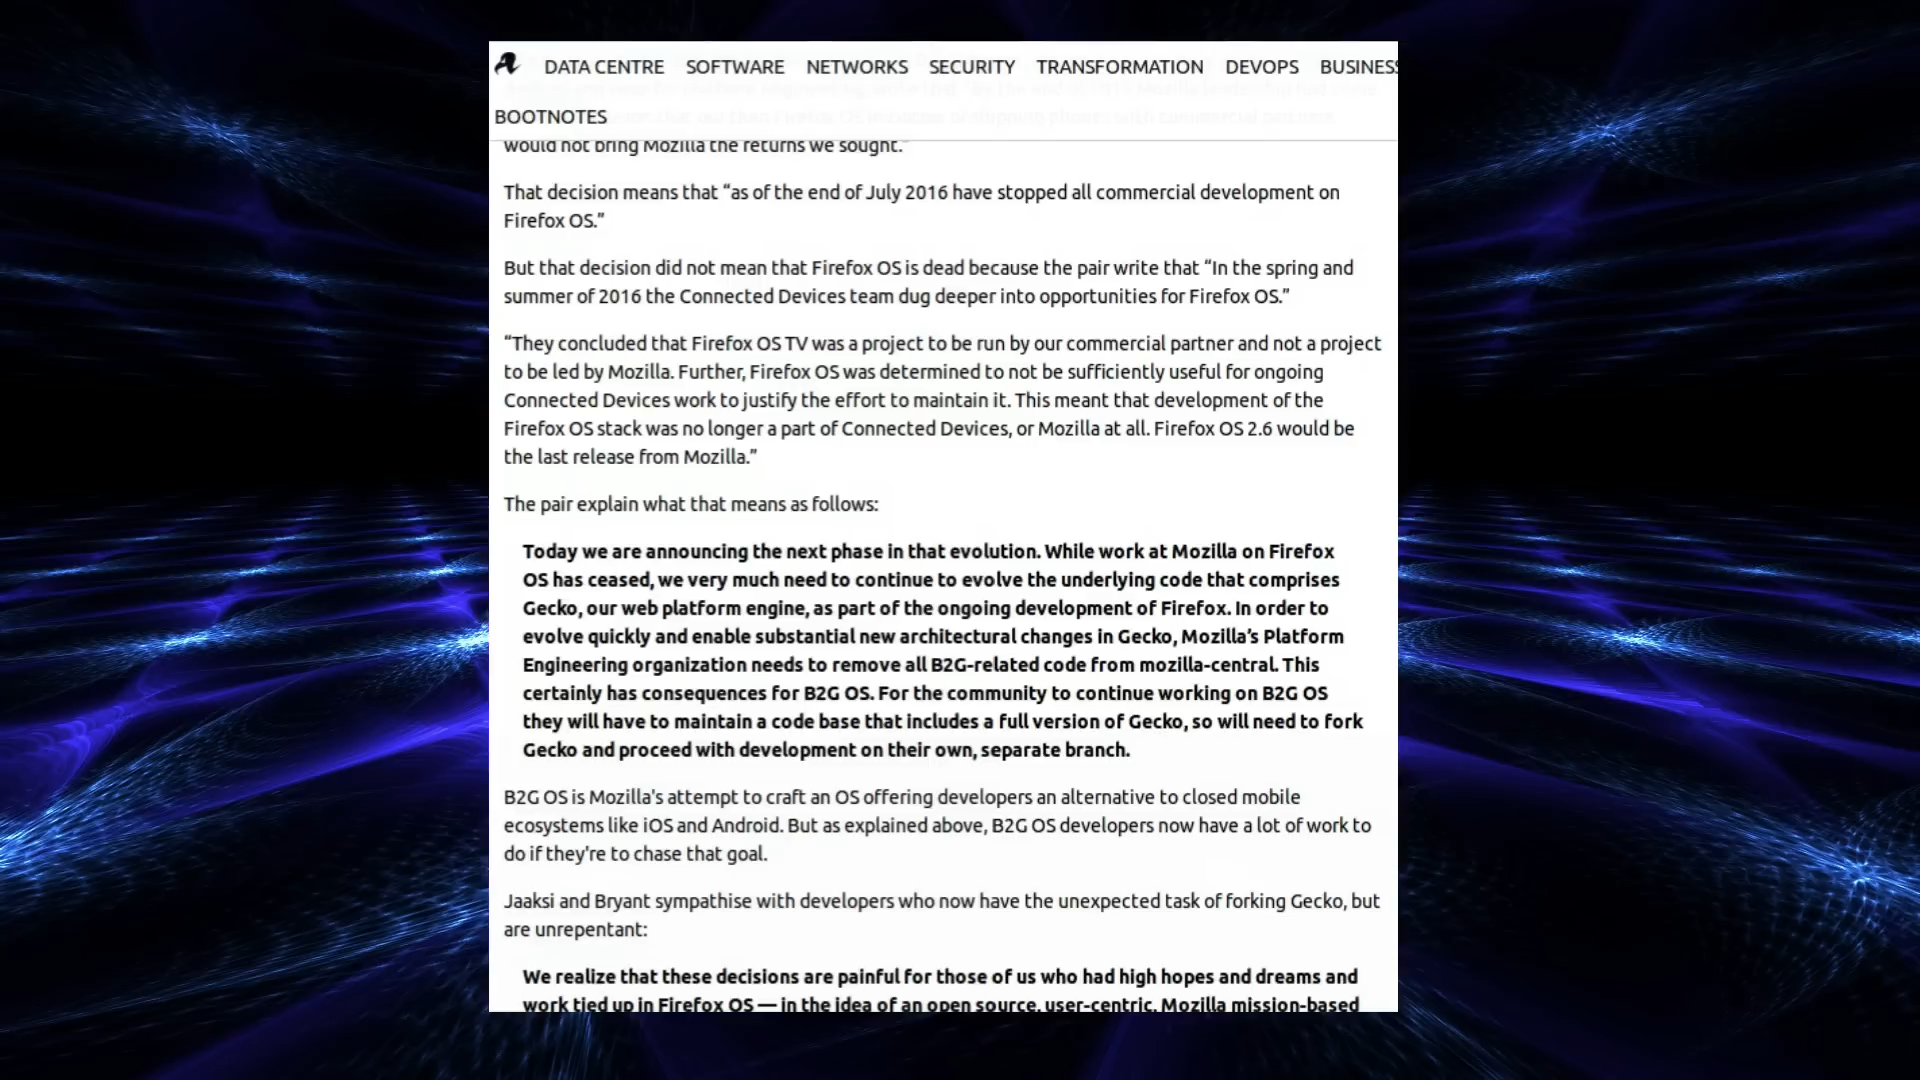 DATA CENTRE SOFTWARE NETWORKS SECURITY TRANSFORMATION DEVOPS BUSINESS
BOOTNOTES
would not bring Mozilla the returns we sought.”
That decision means that “as of the end of July 2016 have stopped all commercial development on
Firefox OS.”
But that decision did not mean that Firefox OS is dead because the pair write that “In the spring and
summer of 2016 the Connected Devices team dug deeper into opportunities for Firefox OS.”
“They concluded that Firefox OS TV was a project to be run by our commercial partner and not a project
to be led by Mozilla. Further, Firefox OS was determined to not be sufficiently useful for ongoing
Connected Devices work to justify the effort to maintain it. This meant that development of the
Firefox OS stack was no longer a part of Connected Devices, or Mozilla at all. Firefox OS 2.6 would be
the last release from Mozilla.”
The pair explain what that means as follows:
Today we are announcing the next phase in that evolution. While work at Mozilla on Firefox
OS has ceased, we very much need to continue to evolve the underlying code that comprises
Gecko, our web platform engine, as part of the ongoing development of Firefox. In order to
evolve quickly and enable substantial new architectural changes in Gecko, Mozilla’s Platform
Engineering organization needs to remove all B2G-related code from mozilla-central. This
certainly has consequences for B2G OS. For the community to continue working on B2G OS
they will have to maintain a code base that includes a full version of Gecko, so will need to fork
Gecko and proceed with development on their own, separate branch.
B2G OS is Mozilla's attempt to craft an OS offering developers an alternative to closed mobile
ecosystems like iOS and Android. But as explained above, B2G OS developers now have a lot of work to
do if they're to chase that goal.
Jaaksi and Bryant sympathise with developers who now have the unexpected task of forking Gecko, but
are unrepentant:
We realize that these decisions are painful for those of us who had high hopes and dreams and
work tied up in Firefox OS — in the idea of an open source, user-centric, Mozilla mission-based